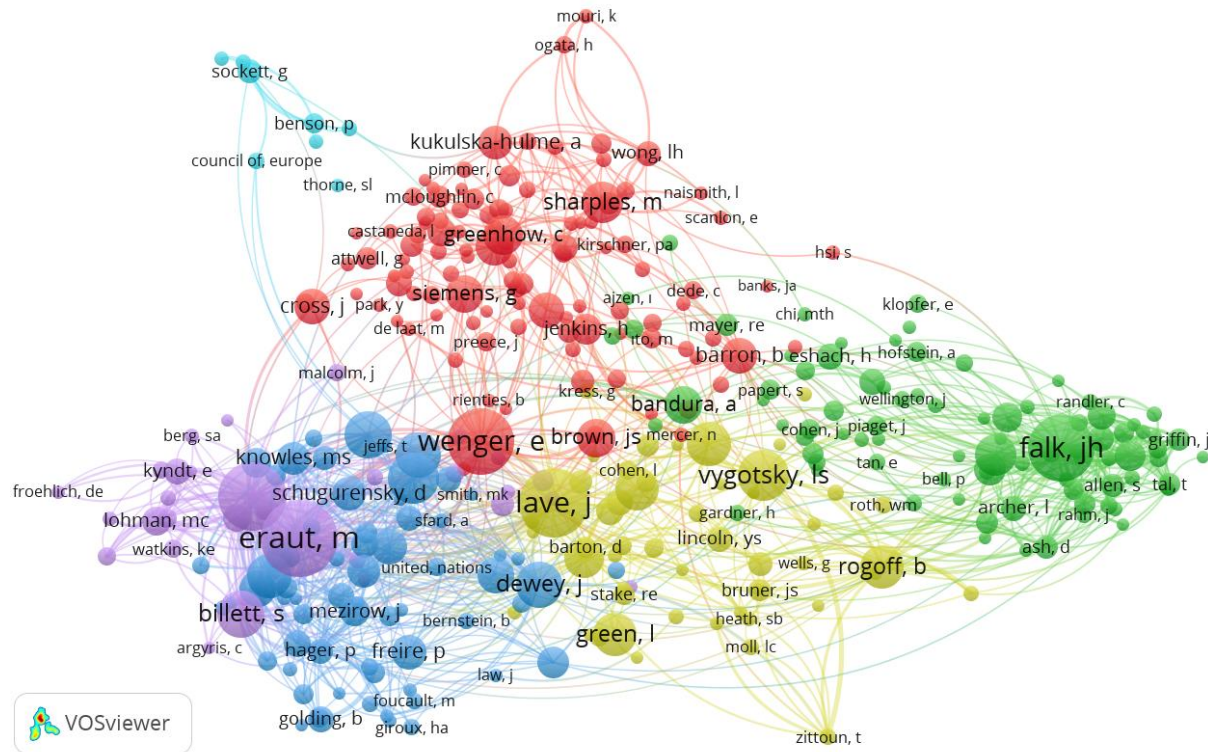 mouri, k
ogata, h
sockett, g
benson, p
kukulska-hulme, a
wong, lh
council of, europe
pimmer, c
thorne, sl
mcloughlin, c
sharples, m
naismith, l
scanlon, e
castaneda, l
greenhow, c
kirschner, pa
attwell, g
hsi, s
siemens, g
dede, c
banks, ja
cross, j
park, y
ajzen, i
klopfer, e
de laat, m
jenkins, h
mayer, re
chi, mth
preece, j
ito, m
barron, b
eshach, h
hofstein, a
malcolm, j
rienties, b
kress, g
papert, s
wellington, j
bandura, a
randler, c
berg, sa
jeffs, t
wenger, e
brown, js
mercer, n
cohen, j
piaget, j
falk, jh
griffin, j
knowles, ms
kyndt, e
cohen, l
vygotsky, ls
tan, e
bell, p
allen, s
tal, t
froehlich, de
schugurensky, d
smith, mk
lave, j
gardner, h
roth, wm
archer, l
rahm, j
lohman, mc
sfard, a
eraut, m
lincoln, ys
watkins, ke
barton, d
ash, d
united, nations
wells, g
rogoff, b
dewey, j
stake, re
bruner, js
billett, s
mezirow, j
bernstein, b
heath, sb
green, l
argyris, c
hager, p
freire, p
moll, lc
law, j
foucault, m
golding, b
giroux, ha
zittoun, t
VOSviewer